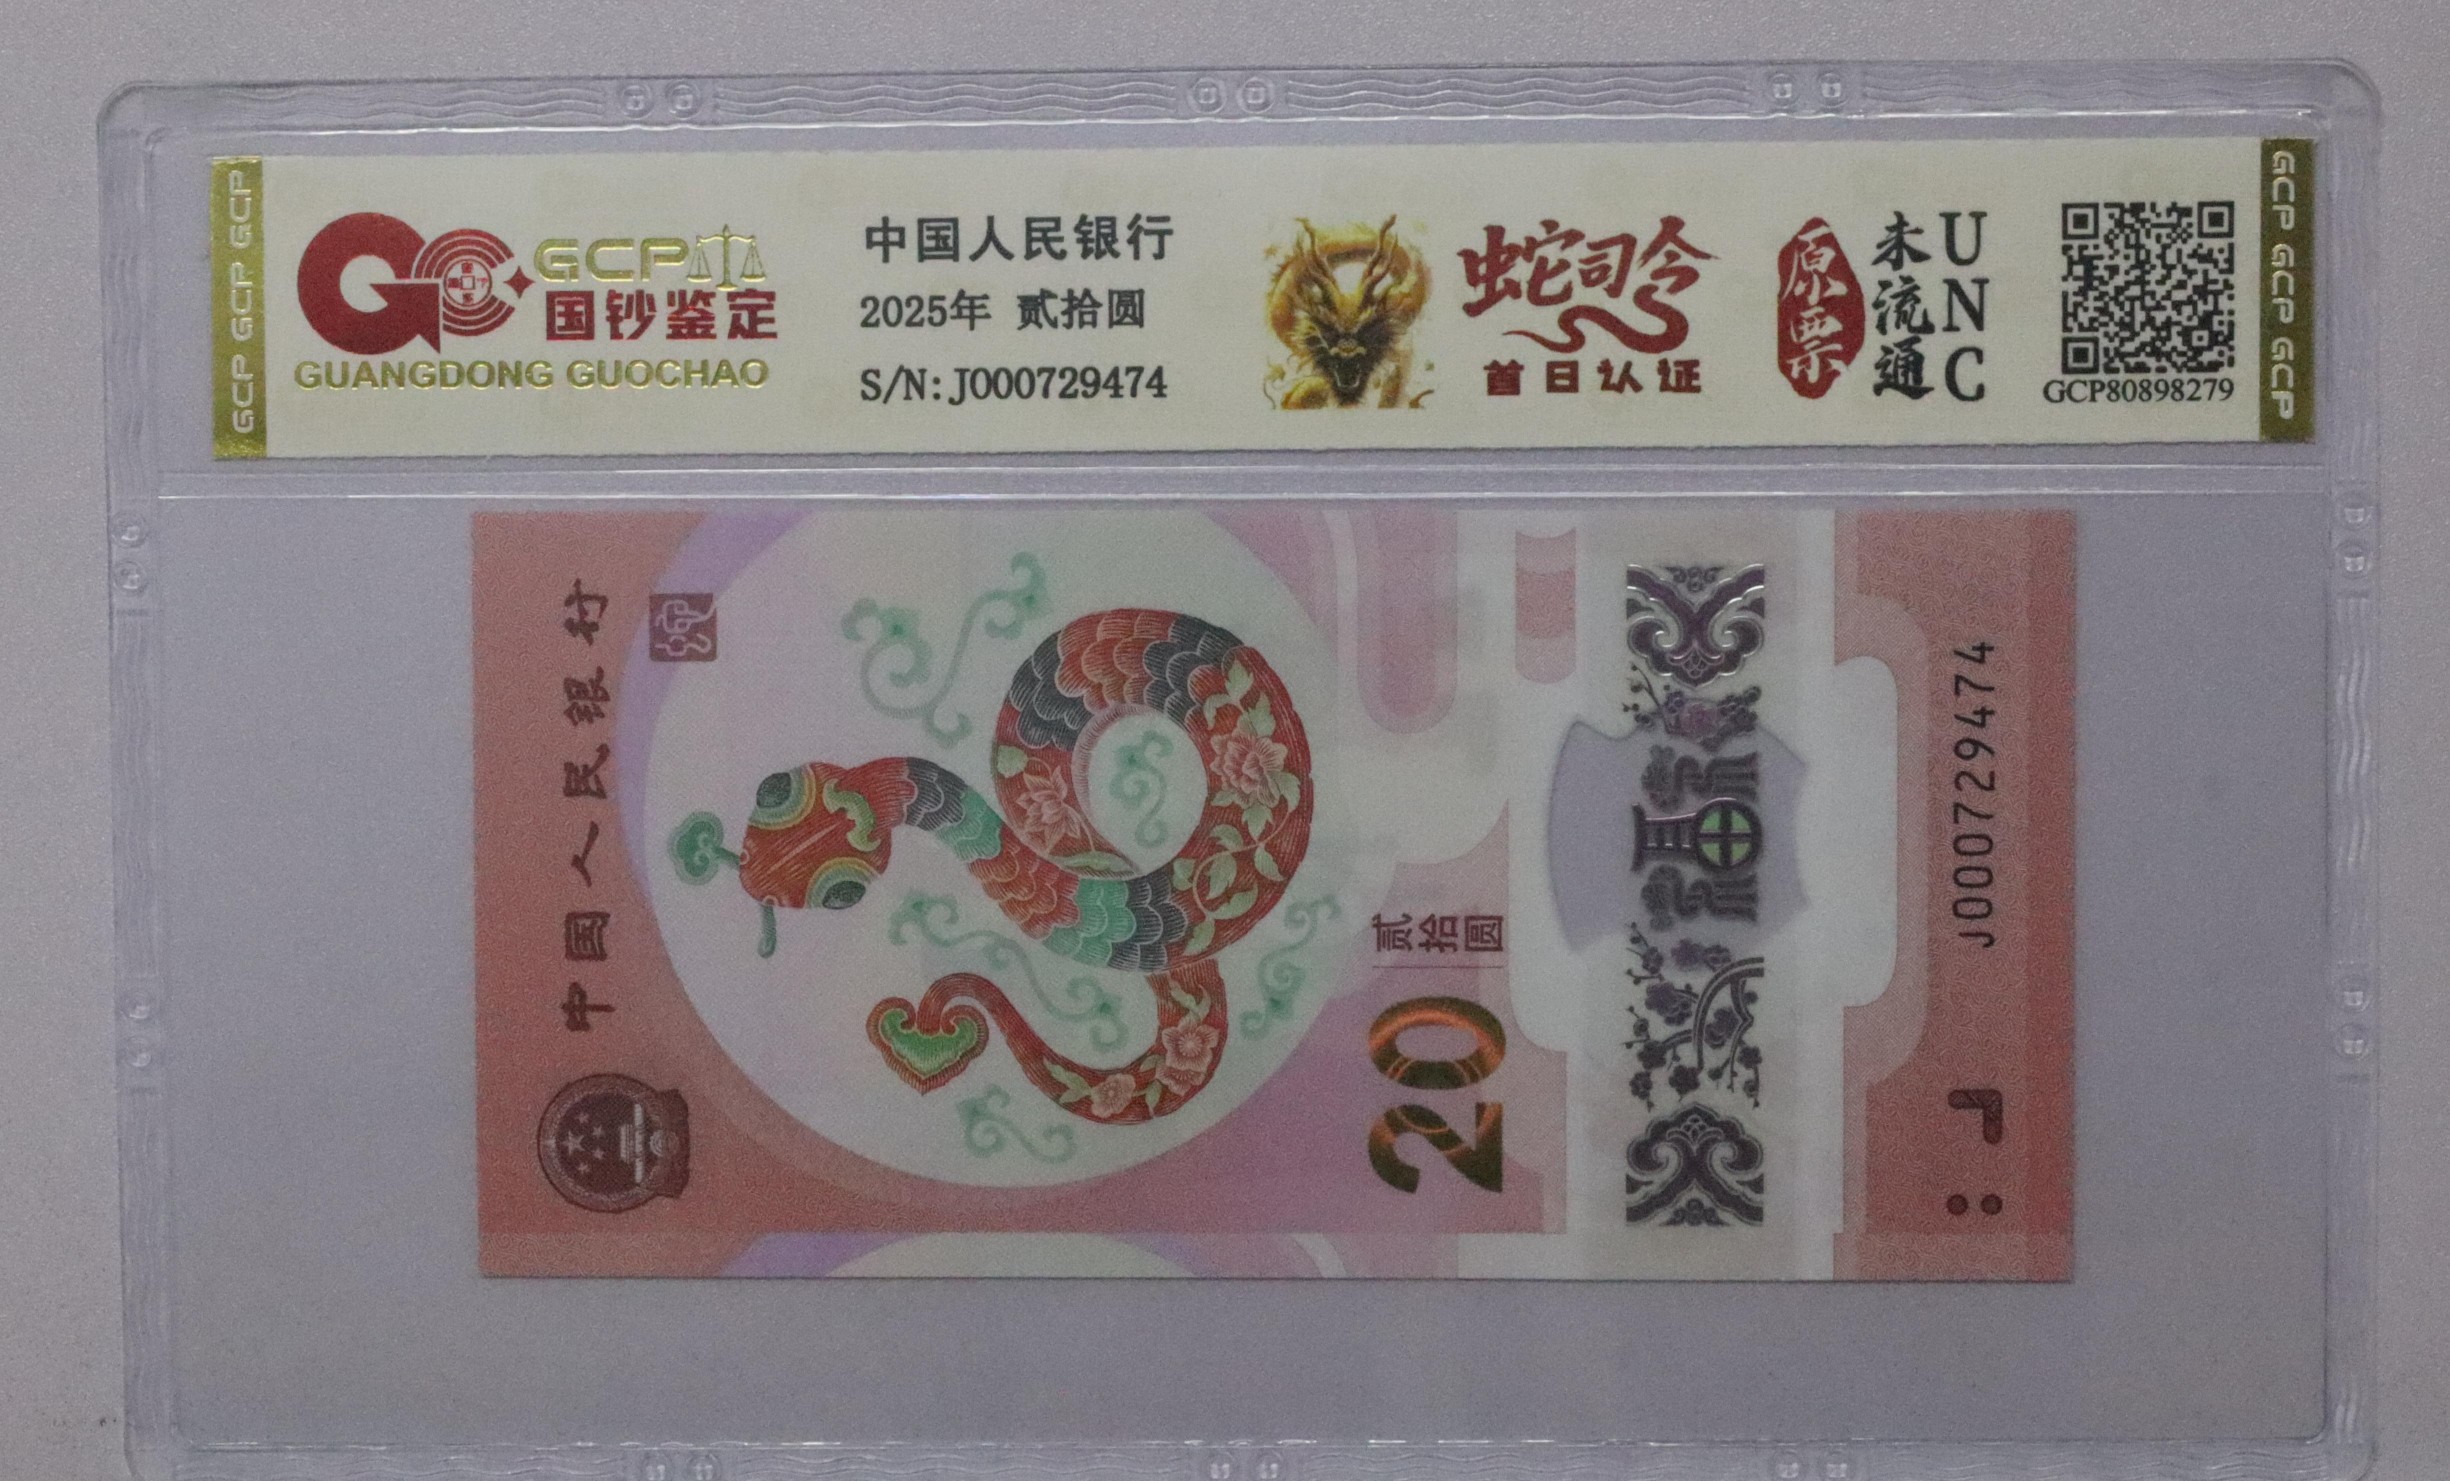 GCP GCP GCP
GCP
国钞鉴定
GUANGDONG GUOCHAO
中国人民银行
2025年 贰拾圆
S/N:J000729474
蛇司令
首日认证
原票
未流通
UNC
GCP80898279
GCP GCP GCP
中国人民银行
贰拾圆
20
福
J000729474